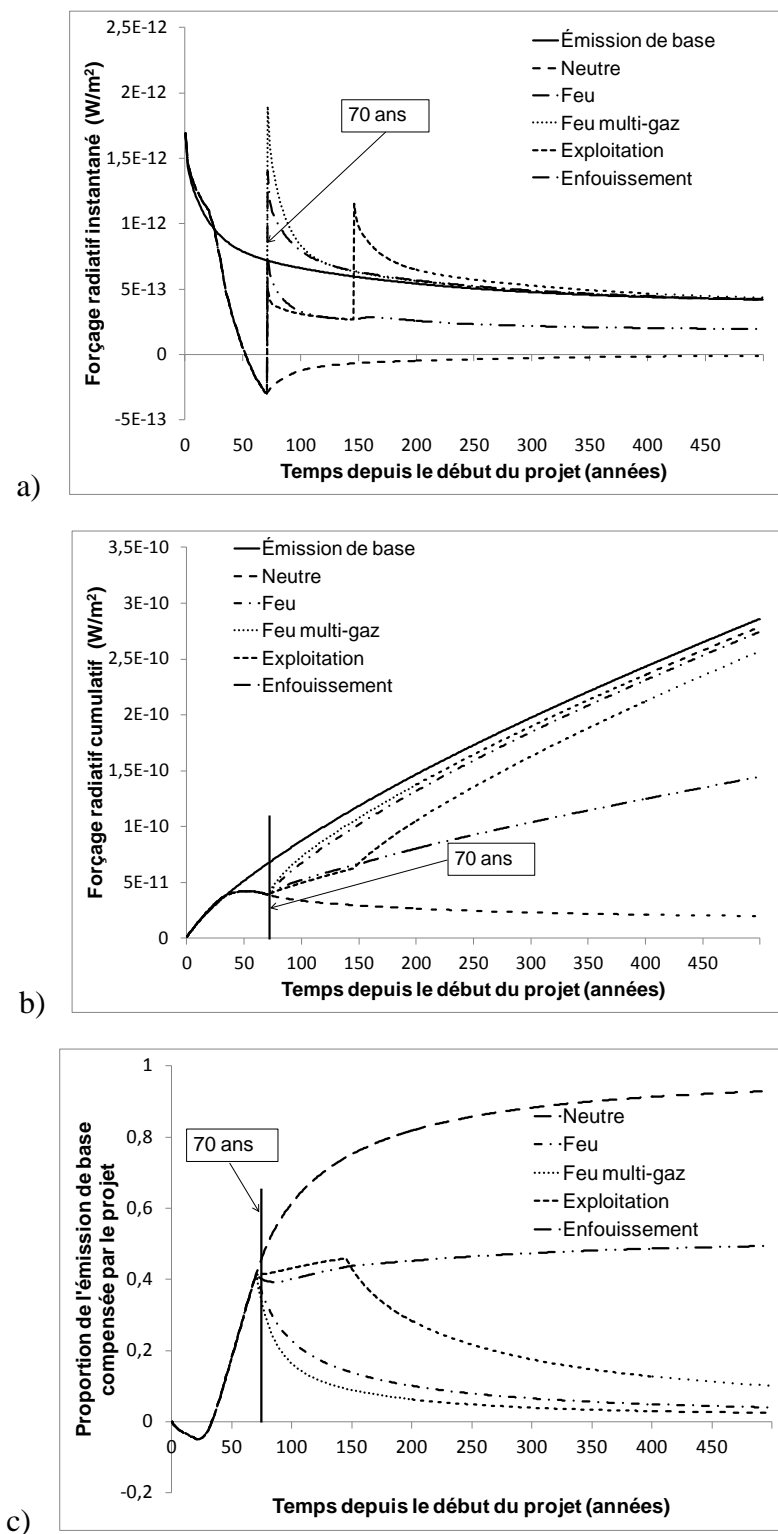 2,5E-12
2E-12
1,5E-12
1E-12
5E-13
0
-5E-13
Forçage radiatif instantané (W/m²)
Émission de base
Neutre
Feu
Feu multi-gaz
Exploitation
Enfouissement
70 ans
0 50 100 150 200 250 300 350 400 450
Temps depuis le début du projet (années)
a)
3,5E-10
3E-10
2,5E-10
2E-10
1,5E-10
1E-10
5E-11
0
Forçage radiatif cumulatif (W/m²)
Émission de base
Neutre
Feu
Feu multi-gaz
Exploitation
Enfouissement
70 ans
0 50 100 150 200 250 300 350 400 450
Temps depuis le début du projet (années)
b)
1
0,8
0,6
0,4
0,2
0
-0,2
Proportion de l'émission de base
compensée par le projet
70 ans
Neutre
Feu
Feu multi-gaz
Exploitation
Enfouissement
0 50 100 150 200 250 300 350 400 450
Temps depuis le début du projet (années)
c)